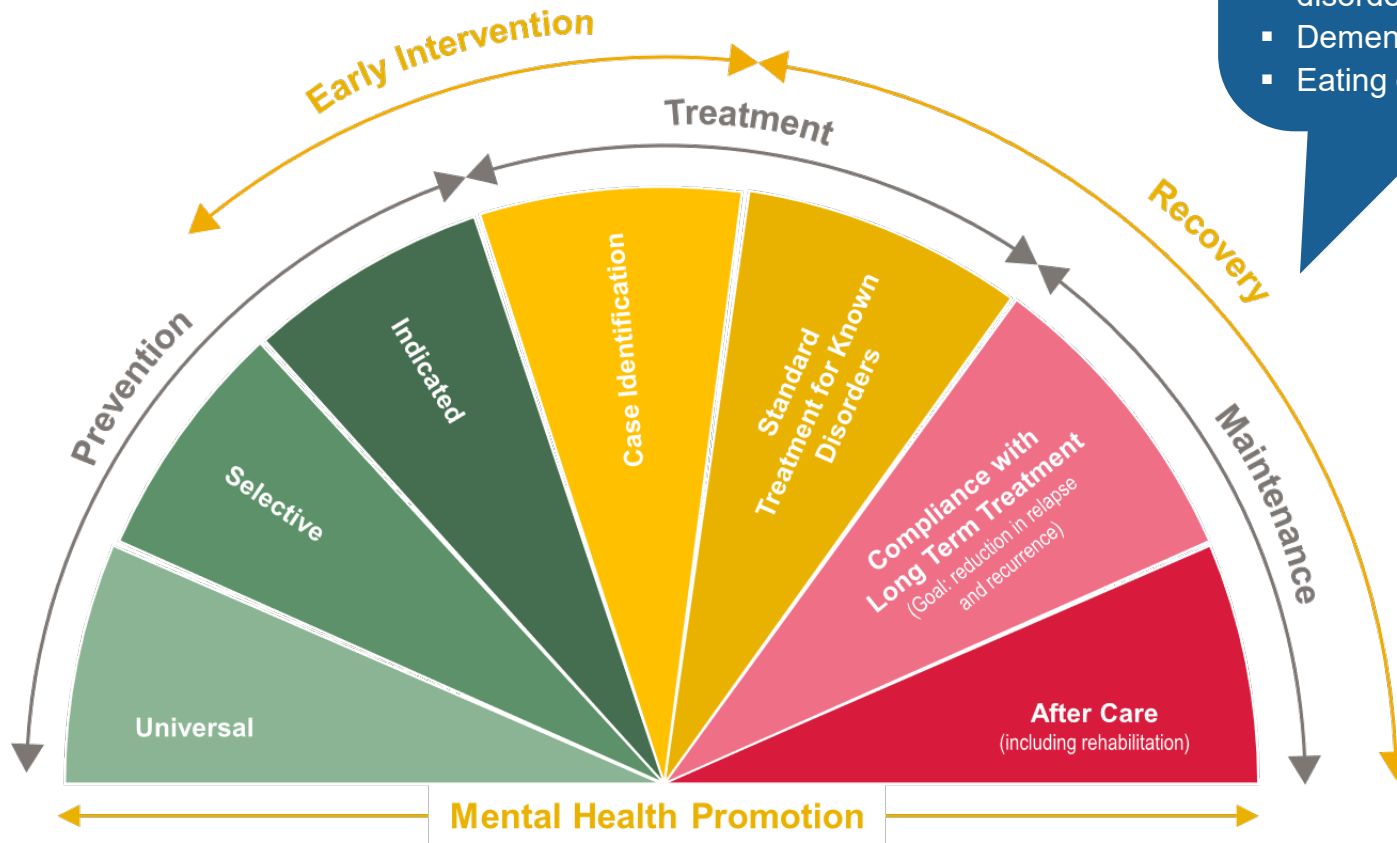 Early Intervention
Treatment
Recovery
Prevention
Maintenance
Universal
Selective
Indicated
Case Identification
Standard
Treatment for Known
Disorders
Compliance with
Long Term Treatment
(Goal: reduction in relapse
and recurrence)
After Care
(including rehabilitation)
Mental Health Promotion
▪ Eating